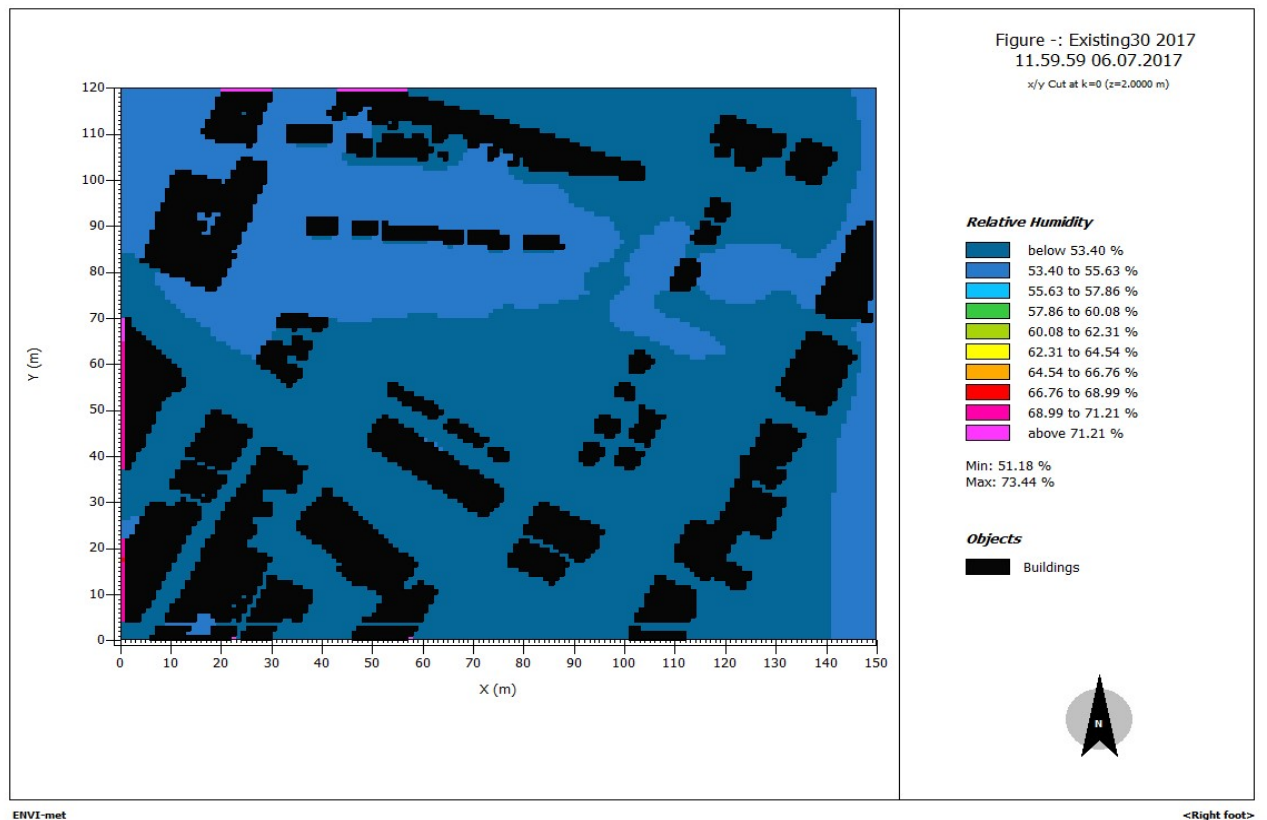 Figure -: Existing30 2017
11.59.59 06.07.2017
x/y Cut at k=0 (z=2.0000 m)
120
110
100
90
80
70
60
50
40
30
20
10
0
Y (m)
0 10 20 30 40 50 60 70 80 90 100 110 120 130 140 150
X (m)
Relative Humidity
below 53.40 %
53.40 to 55.63 %
55.63 to 57.86 %
57.86 to 60.08 %
60.08 to 62.31 %
62.31 to 64.54 %
64.54 to 66.76 %
66.76 to 68.99 %
68.99 to 71.21 %
above 71.21 %
Min: 51.18 %
Max: 73.44 %
Objects
Buildings
N
ENVI-met
<Right foot>